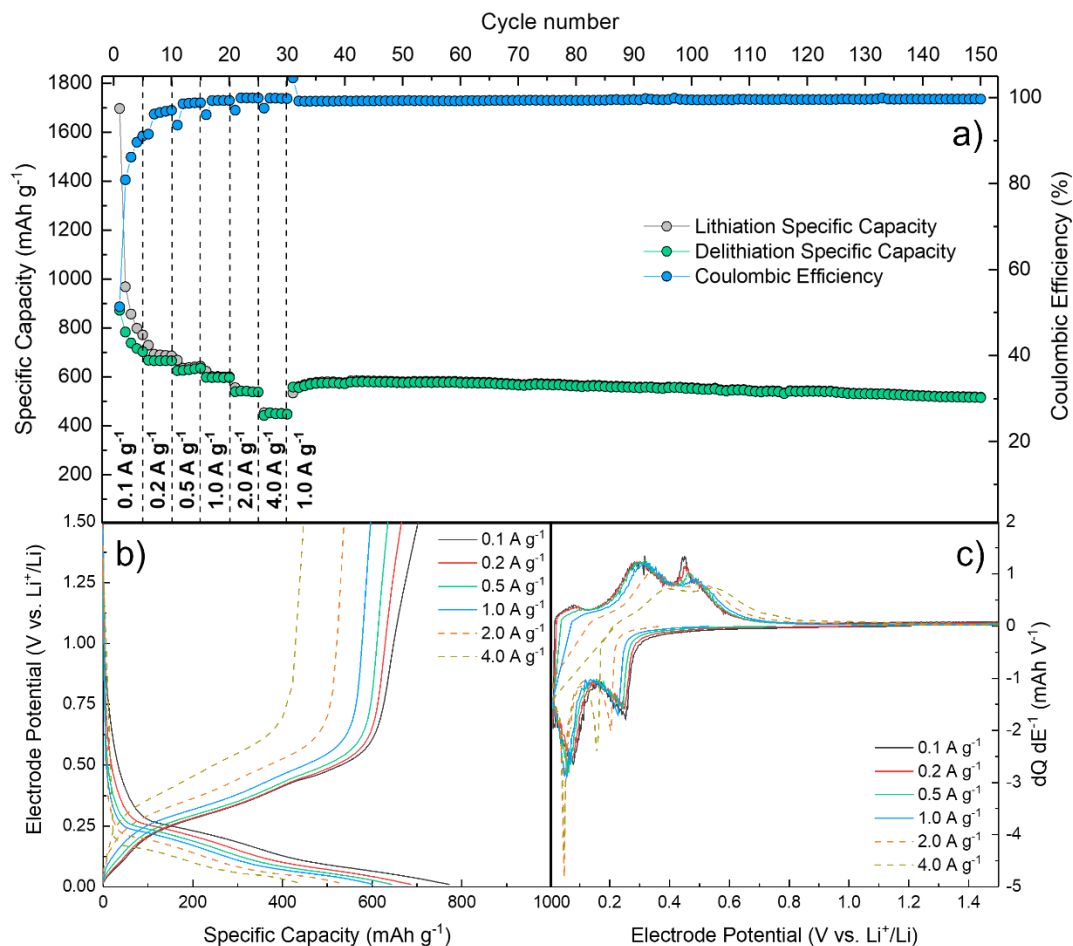 Cycle number
0 10 20 30 40 50 60 70 80 90 100 110 120 130 140 150
a)
Specific Capacity (mAh g⁻¹)
1800
1600
1400
1200
1000
800
600
400
200
Coulombic Efficiency (%)
100
80
60
40
20
Lithiation Specific Capacity
Delithiation Specific Capacity
Coulombic Efficiency
0.1 A g⁻¹
0.2 A g⁻¹
0.5 A g⁻¹
1.0 A g⁻¹
2.0 A g⁻¹
4.0 A g⁻¹
1.0 A g⁻¹
b)
Electrode Potential (V vs. Li⁺/Li)
1.50
1.25
1.00
0.75
0.50
0.25
0.00
0.1 A g⁻¹
0.2 A g⁻¹
0.5 A g⁻¹
1.0 A g⁻¹
2.0 A g⁻¹
4.0 A g⁻¹
0 200 400 600 800 1000
Specific Capacity (mAh g⁻¹)
c)
2
1
0
-1
-2
-3
-4
-5
dQ dE⁻¹ (mAh V⁻¹)
0.1 A g⁻¹
0.2 A g⁻¹
0.5 A g⁻¹
1.0 A g⁻¹
2.0 A g⁻¹
4.0 A g⁻¹
0.0 0.2 0.4 0.6 0.8 1.0 1.2 1.4
Electrode Potential (V vs. Li⁺/Li)